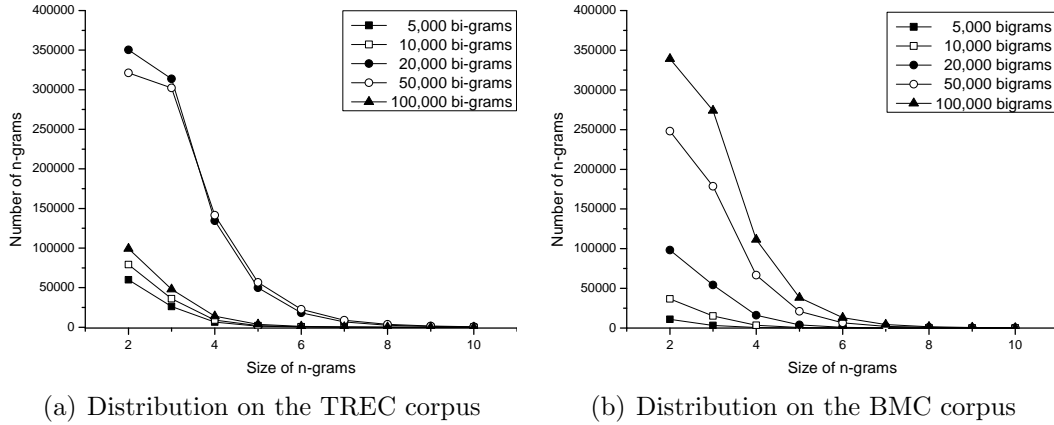 400000
350000
300000
250000
200000
150000
100000
50000
0
Number of n-grams
2 4 6 8 10
Size of n-grams
5,000 bi-grams
10,000 bi-grams
20,000 bi-grams
50,000 bi-grams
100,000 bi-grams
(a) Distribution on the TREC corpus
400000
350000
300000
250000
200000
150000
100000
50000
0
Number of n-grams
2 4 6 8 10
Size of n-grams
5,000 bigrams
10,000 bigrams
20,000 bigrams
50,000 bigrams
100,000 bigrams
(b) Distribution on the BMC corpus